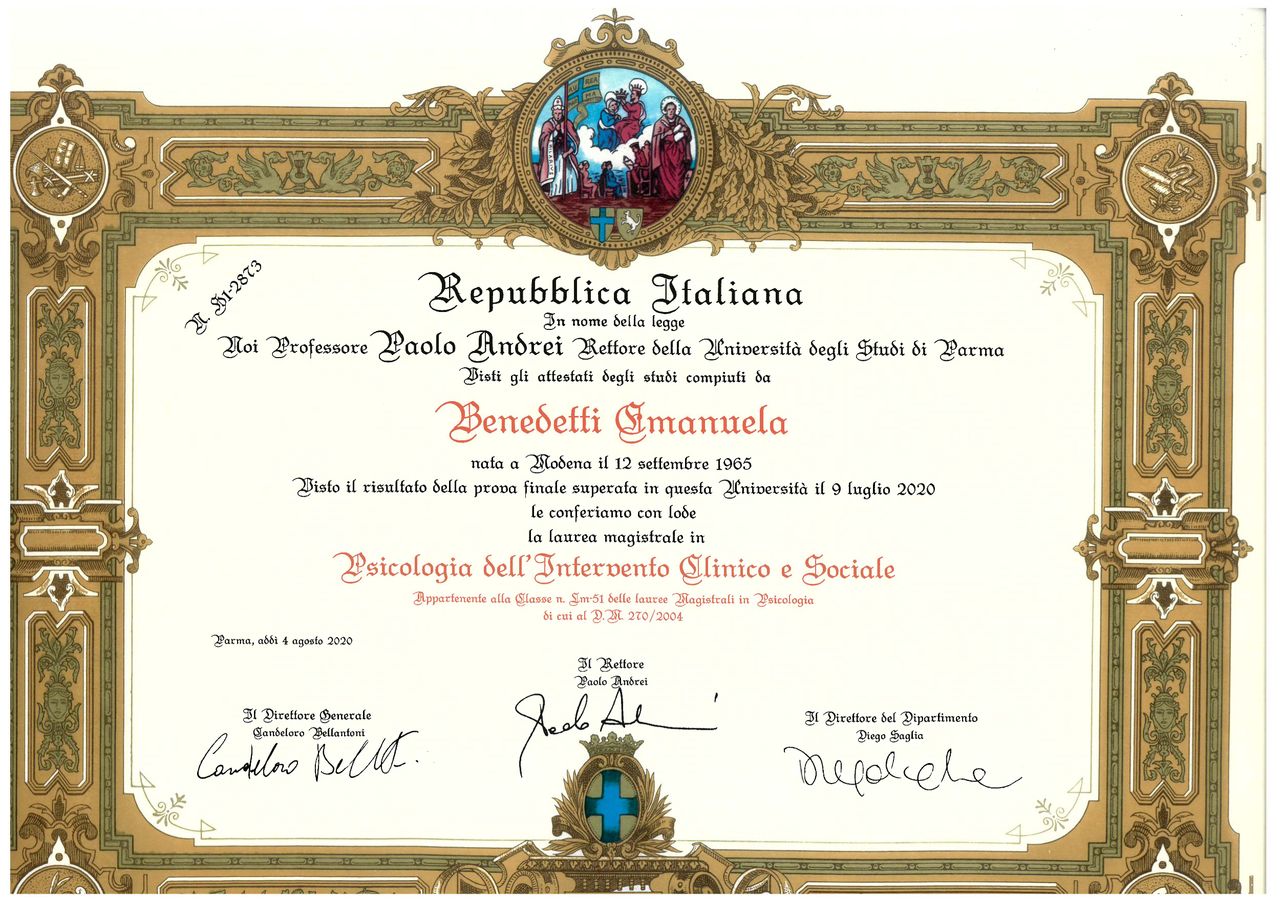 AU REA
MA
N. S1-2873
Repubblica Italiana
In nome della legge
Noi Professore Paolo Andrei Rettore della Università degli Studi di Parma
Visti gli attestati degli studi compiuti da
Benedetti Emanuela
nata a Modena il 12 settembre 1965
Visto il risultato della prova finale superata in questa Università il 9 luglio 2020
le conferiamo con lode
la laurea magistrale in
Psicologia dell'Intervento Clinico e Sociale
Appartenente alla Classe n. Lm-51 delle lauree Magistrali in Psicologia
di cui al D.M. 270/2004
Parma, addì 4 agosto 2020
Il Rettore
Paolo Andrei
Il Direttore Generale
Candeloro Bellantoni
Il Direttore del Dipartimento
Diego Saglia